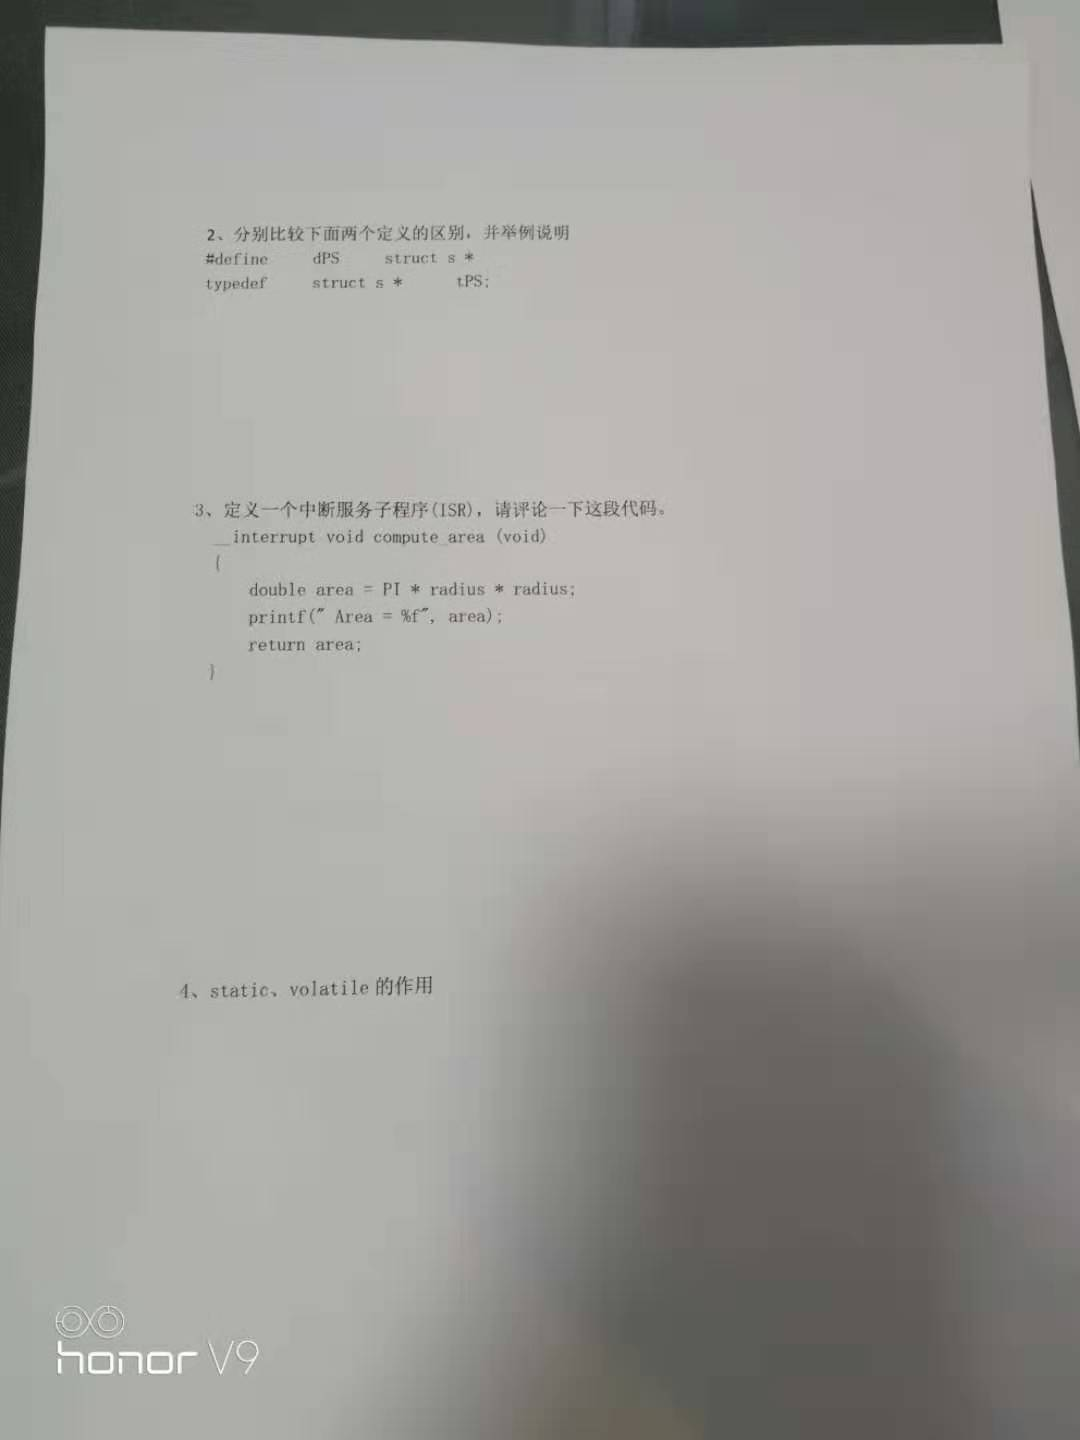 2、分别比较下面两个定义的区别，并举例说明
#define dPS struct s *
typedef struct s * tPS;
3、定义一个中断服务子程序(ISR)，请评论一下这段代码。
__interrupt void compute_area (void)
{
double area = PI * radius * radius;
printf(" Area = %f", area);
return area;
}
4、static、volatile 的作用
honor V9